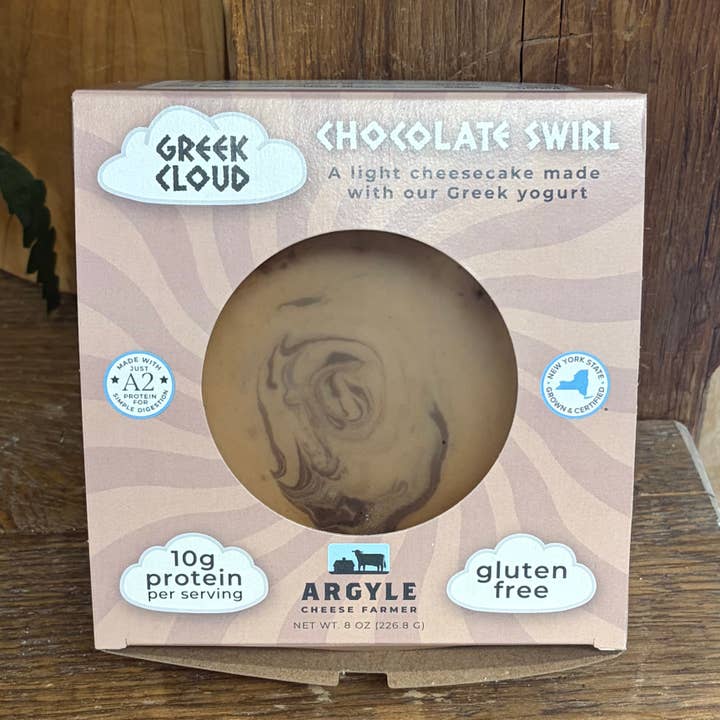 GREEK
CLOUD
CHOCOLATE SWIRL
A light cheesecake made
with our Greek yogurt
MADE WITH
JUST
A2
PROTEIN
FOR
SIMPLE DIGESTION
NEW YORK STATE
GROWN & CERTIFIED
10g
protein
per serving
ARGYLE
CHEESE FARMER
NET WT. 8 OZ (226.8 G)
gluten
free